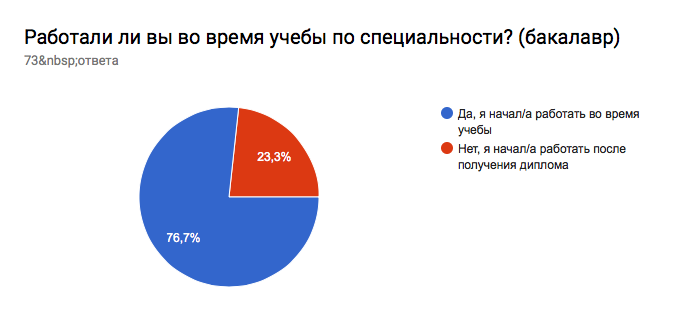 Работали ли вы во время учебы по специальности? (бакалавр)
73&nbsp;ответа
Да, я начал/а работать во время
учебы
Нет, я начал/а работать после
получения диплома
23,3%
76,7%